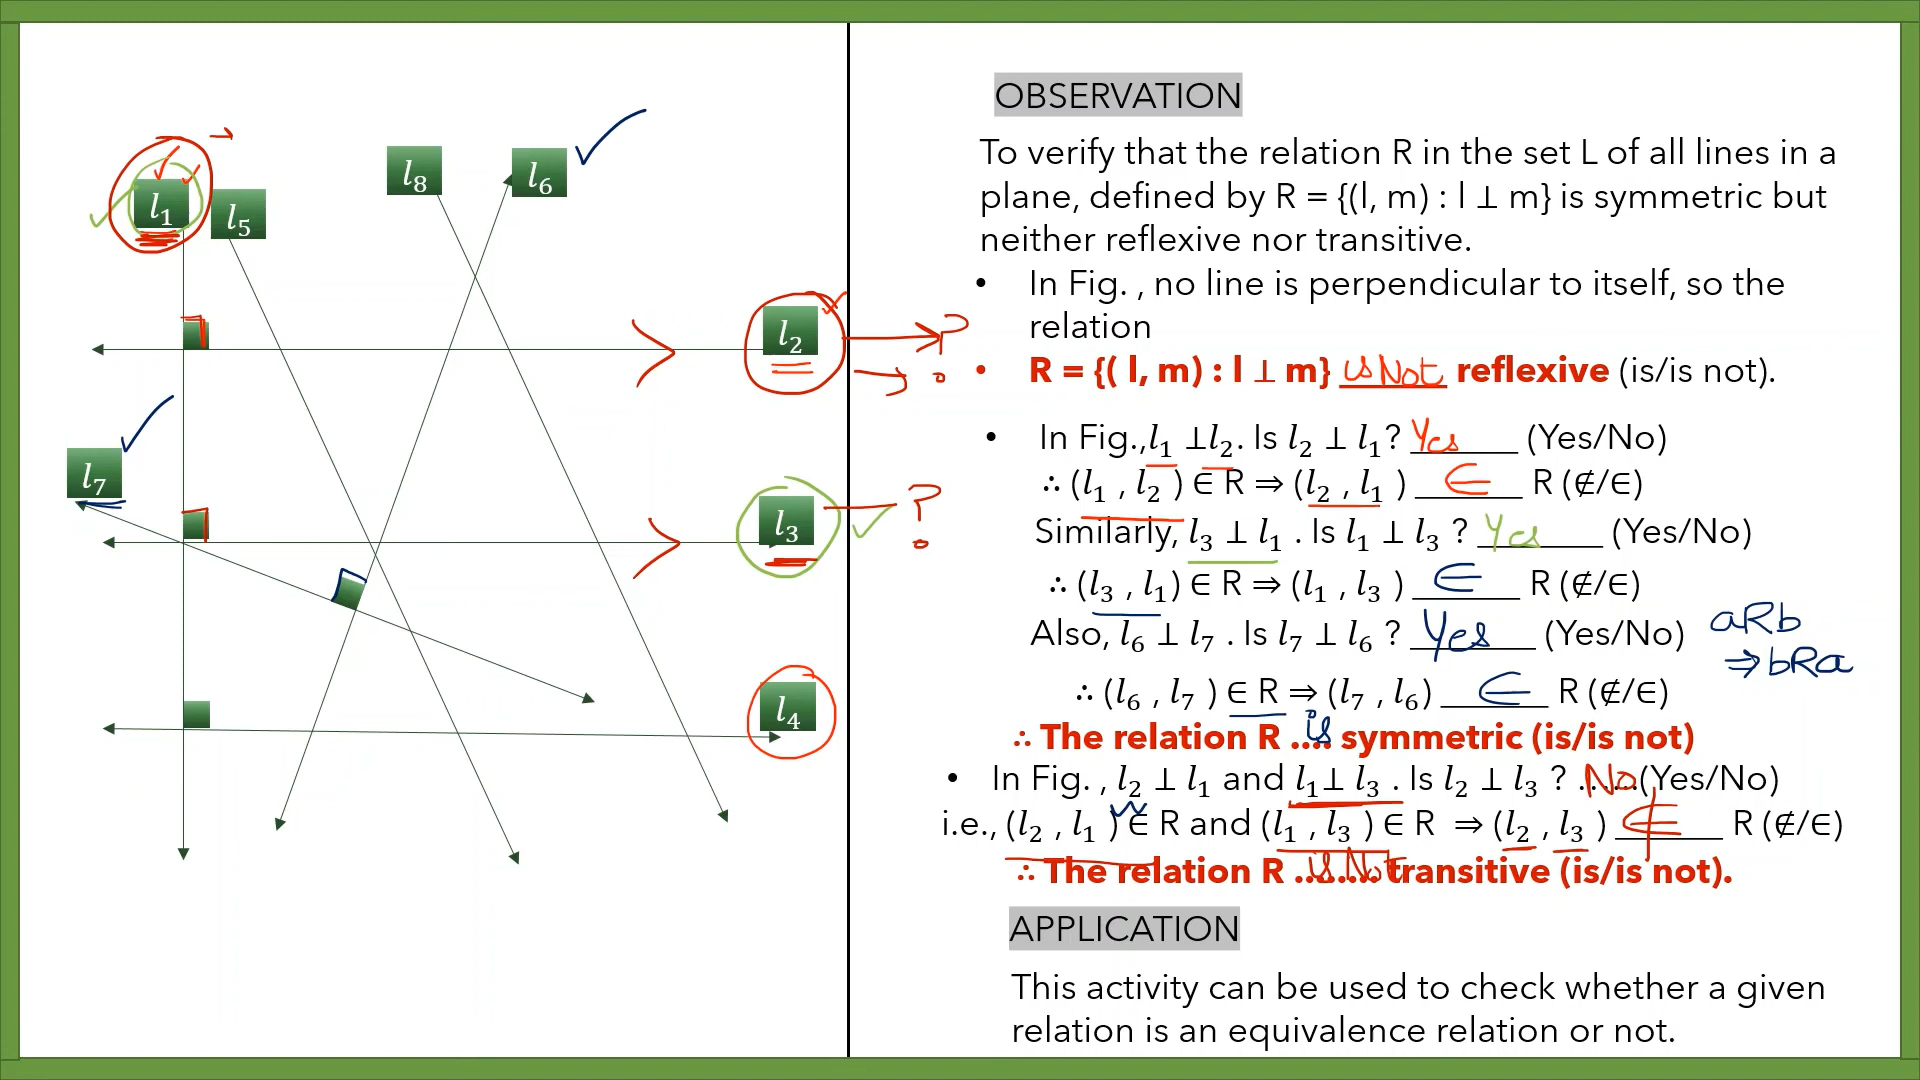 l₁
l₅
l₈
l₆
l₂
?
l₇
l₃
?
l₄
OBSERVATION
To verify that the relation R in the set L of all lines in a
plane, defined by R = {(l, m) : l ⊥ m} is symmetric but
neither reflexive nor transitive.
• In Fig. , no line is perpendicular to itself, so the
relation
• R = {( l, m) : l ⊥ m} is Not reflexive (is/is not).
• In Fig.,l₁ ⊥l₂. Is l₂ ⊥ l₁? Yes (Yes/No)
∴ (l₁ , l₂ ) ∈ R ⇒ (l₂ , l₁ ) ∈ R (∉/∈)
Similarly, l₃ ⊥ l₁ . Is l₁ ⊥ l₃ ? Yes (Yes/No)
∴ (l₃ , l₁) ∈ R ⇒ (l₁ , l₃ ) ∈ R (∉/∈)
Also, l₆ ⊥ l₇ . Is l₇ ⊥ l₆ ? Yes (Yes/No)
aRb
⇒ bRa
∴ (l₆ , l₇ ) ∈ R ⇒ (l₇ , l₆) ∈ R (∉/∈)
∴ The relation R .... is symmetric (is/is not)
• In Fig. , l₂ ⊥ l₁ and l₁⊥ l₃ . Is l₂ ⊥ l₃ ? No (Yes/No)
i.e., (l₂ , l₁ ) ∈ R and (l₁ , l₃ ) ∈ R ⇒ (l₂ , l₃ ) ∉ R (∉/∈)
∴ The relation R ........ is Not transitive (is/is not).
APPLICATION
This activity can be used to check whether a given
relation is an equivalence relation or not.